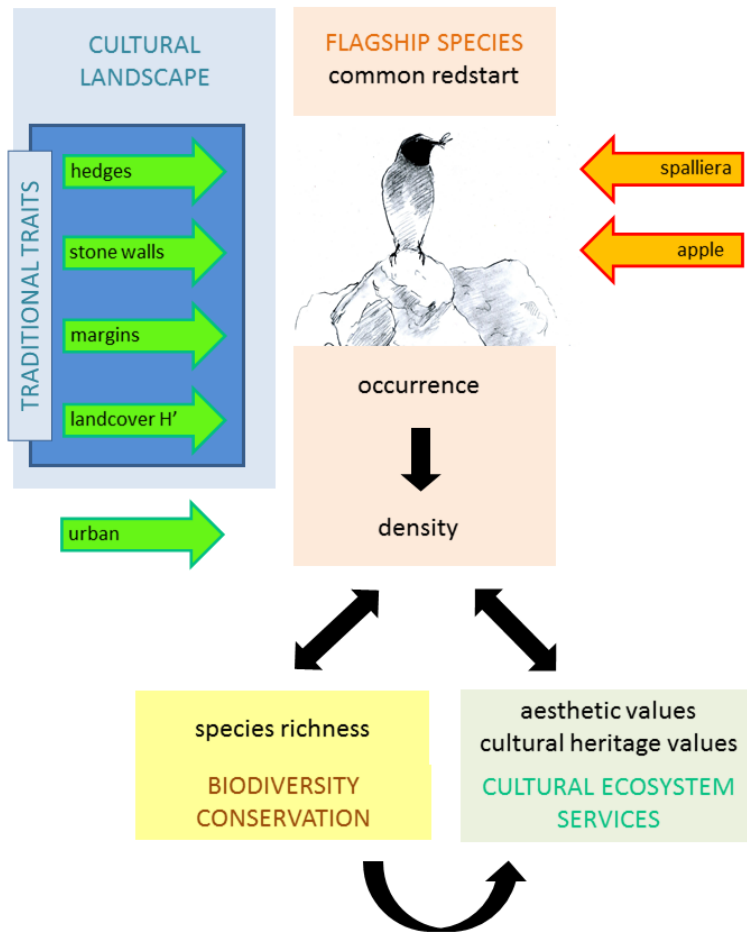 CULTURAL
LANDSCAPE
TRADITIONAL TRAITS
hedges
stone walls
margins
landcover H’
urban
FLAGSHIP SPECIES
common redstart
spalliera
apple
occurrence
density
species richness
BIODIVERSITY
CONSERVATION
aesthetic values
cultural heritage values
CULTURAL ECOSYSTEM
SERVICES